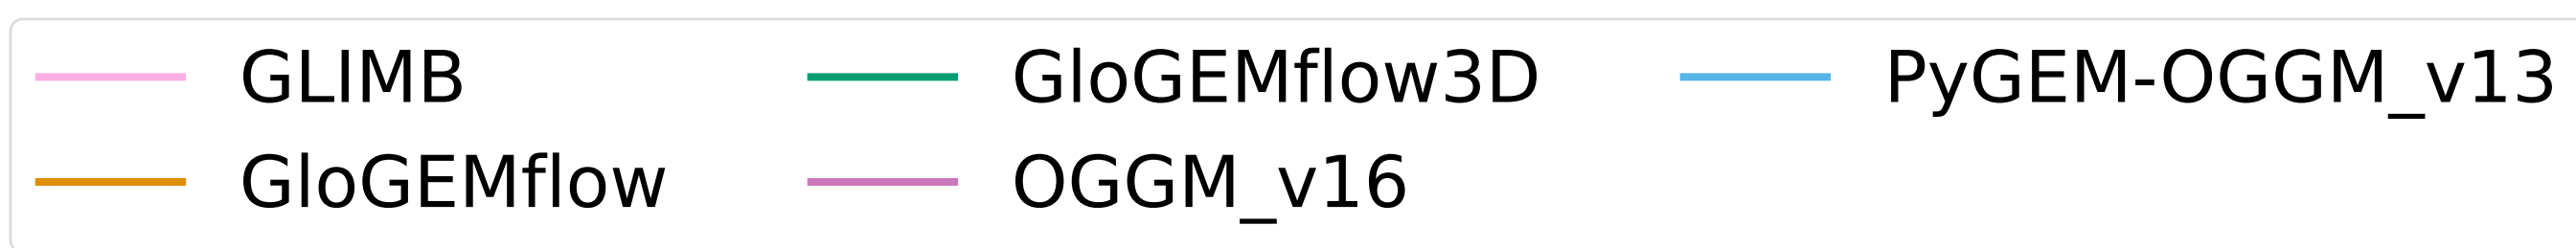 GLIMB GloGEMflow3D PyGEM-OGGM_v13
GloGEMflow OGGM_v16